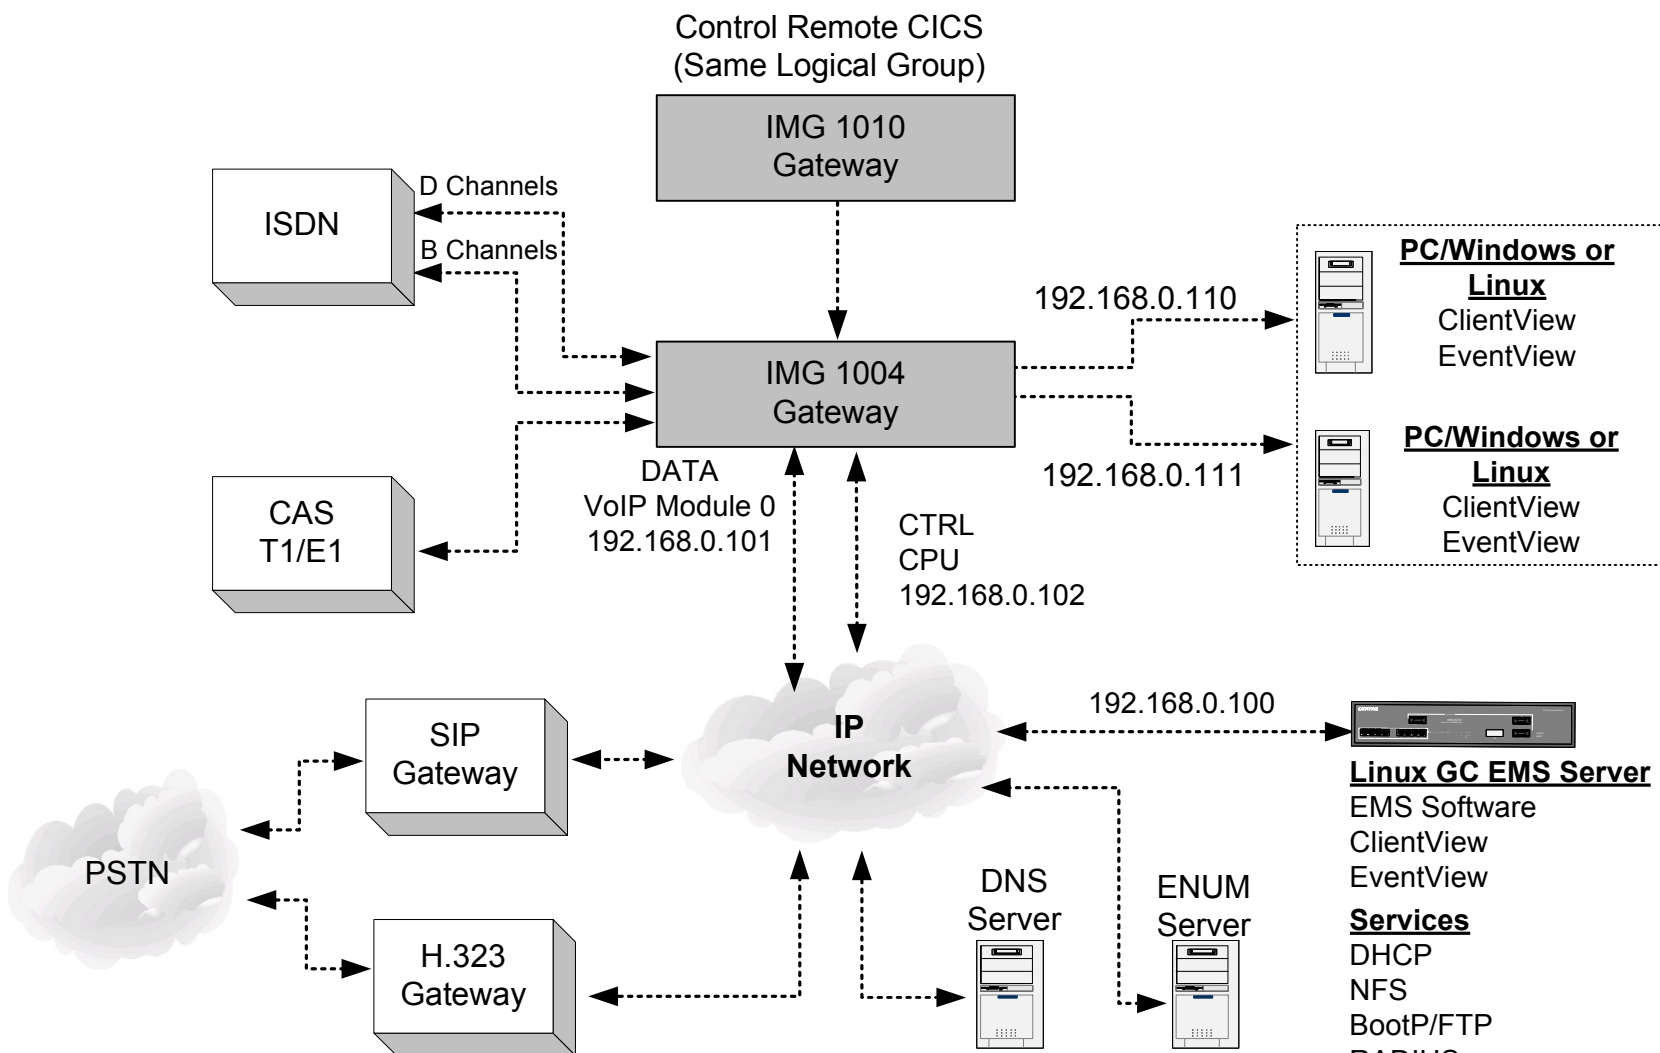 Control Remote CICS
(Same Logical Group)
IMG 1010
Gateway
ISDN
D Channels
B Channels
IMG 1004
Gateway
192.168.0.110
PC/Windows or
Linux
ClientView
EventView
192.168.0.111
PC/Windows or
Linux
ClientView
EventView
CAS
T1/E1
DATA
VoIP Module 0
192.168.0.101
CTRL
CPU
192.168.0.102
IP
Network
192.168.0.100
SIP
Gateway
PSTN
H.323
Gateway
DNS
Server
ENUM
Server
Linux GC EMS Server
EMS Software
ClientView
EventView
Services
DHCP
NFS
BootP/FTP
RADIUS